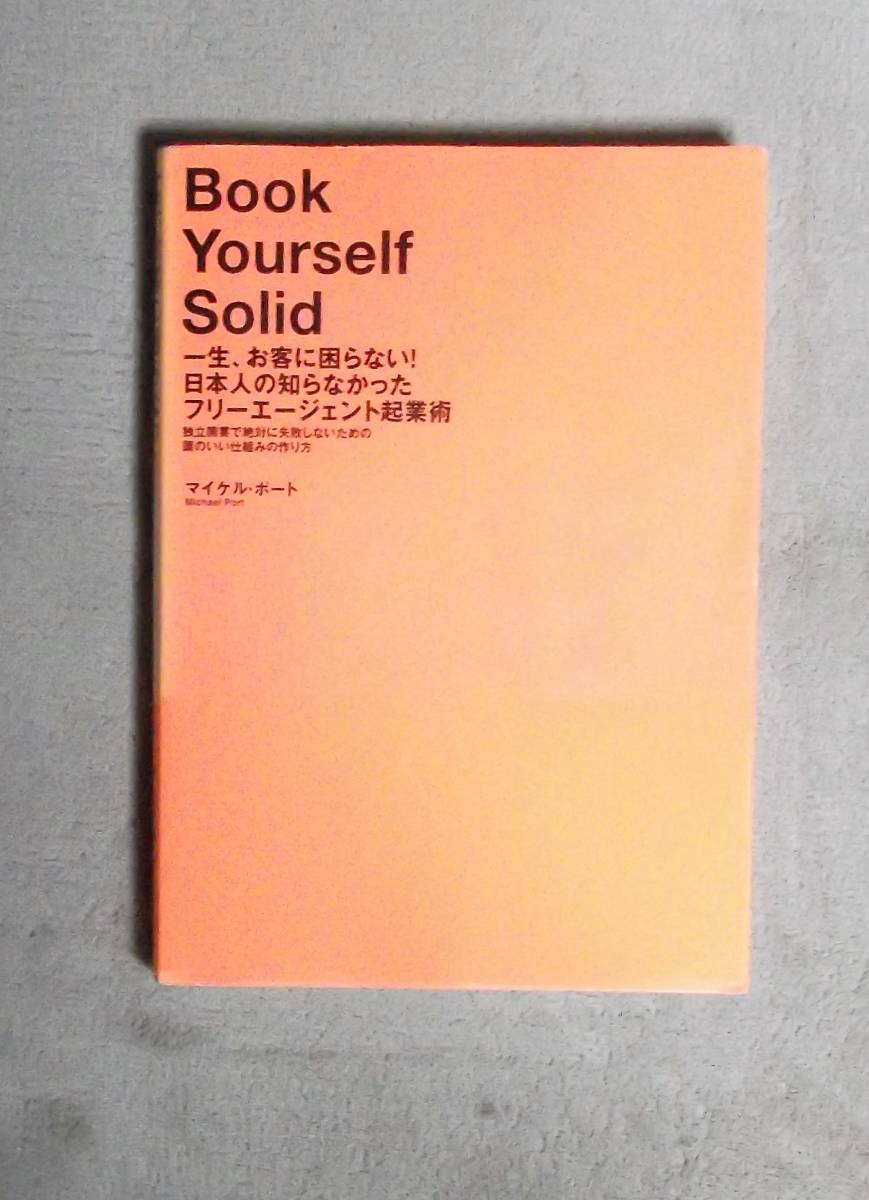 Book
Yourself
Solid
一生、お客に困らない!
日本人の知らなかった
フリーエージェント起業術
独立開業で絶対に失敗しないための
頭のいい仕組みの作り方
マイケル・ポート
Michael Port